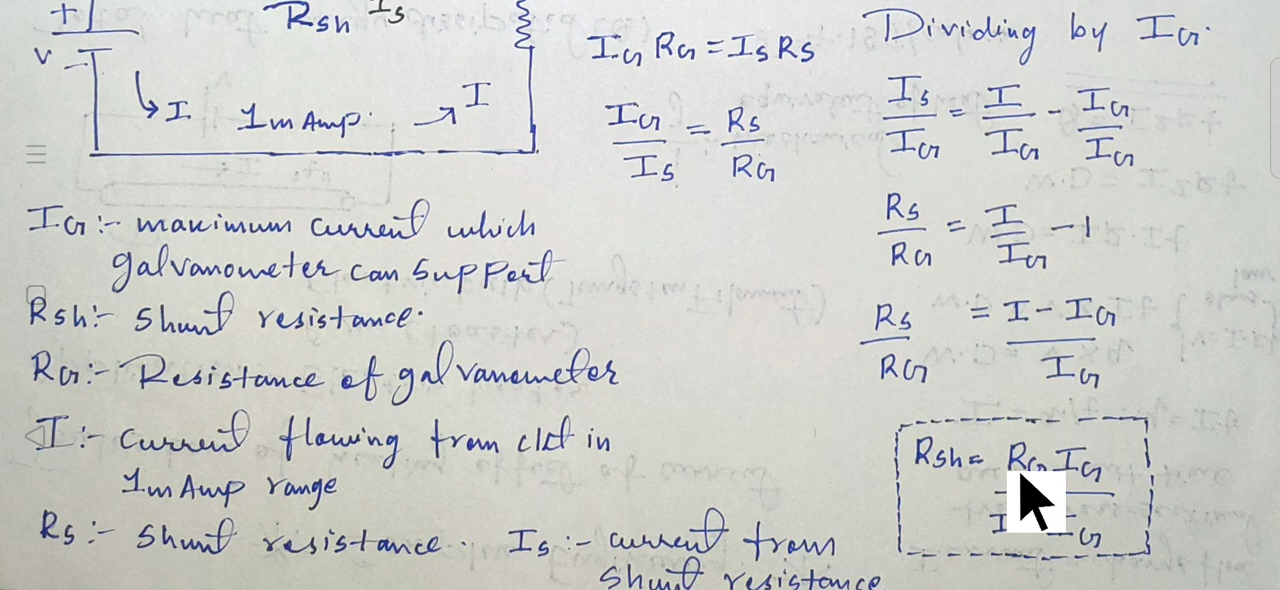 +
Rsh Is
V
I 1m Amp. I
IG RG = IS RS
IG/IS = RS/RG
Dividing by IG.
IS/IG = I/IG - IG/IG
RS/RG = I/IG - 1
RS/RG = I - IG/IG
Rsh = RG IG
I IG
IG :- maximum current which
galvanometer can support
Rsh :- Shunt resistance.
RG :- Resistance of galvanometer
I :- Current flowing from ckt in
1m Amp range
RS :- Shunt resistance.. IS :- current from
Shunt resistance